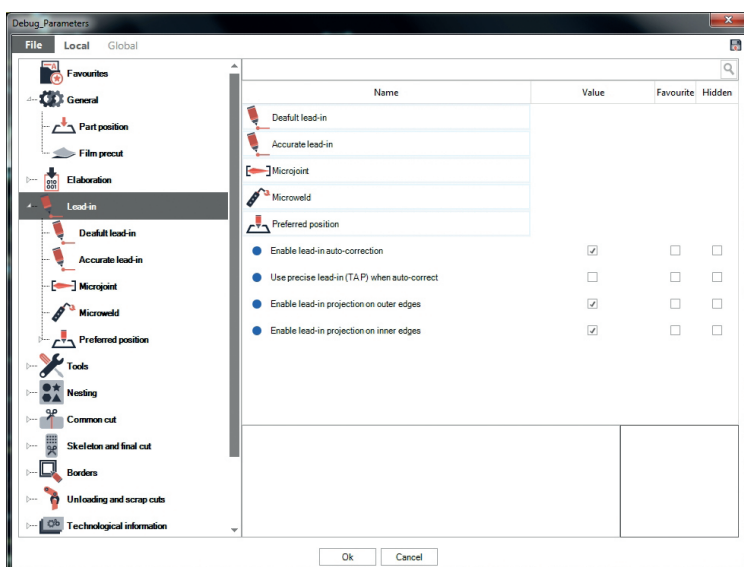 Debug_Parameters
File Local Global
Favourites
General
Part position
Film precut
Elaboration
Lead-in
Deafult lead-in
Accurate lead-in
Microjoint
Microweld
Preferred position
Tools
Nesting
Common cut
Skeleton and final cut
Borders
Unloading and scrap cuts
Technological information
Name Value Favourite Hidden
Deafult lead-in
Accurate lead-in
Microjoint
Microweld
Preferred position
Enable lead-in auto-correction
Use precise lead-in (TAP) when auto-correct
Enable lead-in projection on outer edges
Enable lead-in projection on inner edges
Ok Cancel